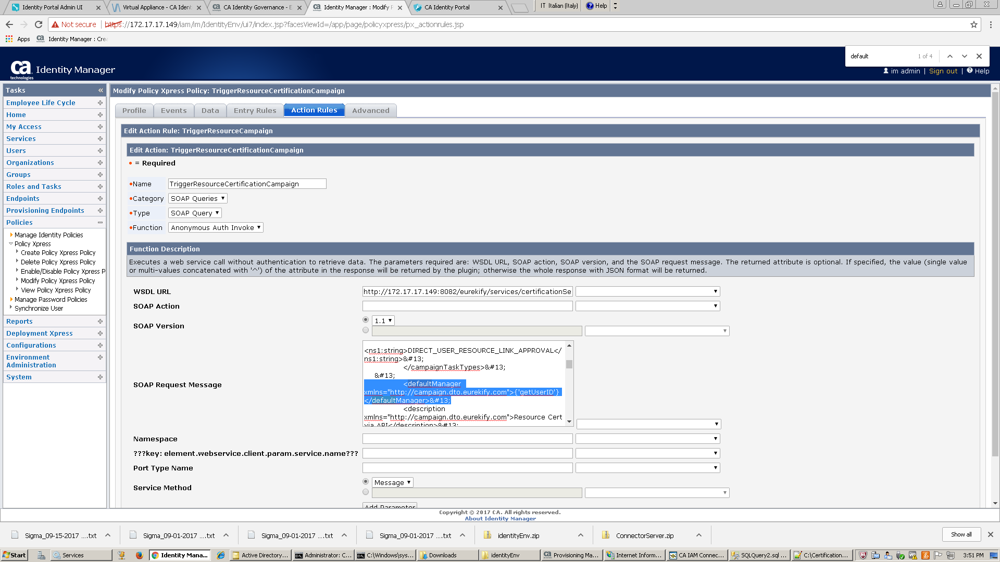 Identity Portal Admin UI
Virtual Appliance - CA Ident
CA Identity Governance - E
Identity Manager : Modify P
CA Identity Portal
IT Italian (Italy)
Help
Not secure
https://172.17.17.149/iam/im/IdentityEnv/ui7/index.jsp?facesViewId=/app/page/policyxpress/px_actionrules.jsp
Apps
Identity Manager : Crea
default
1 of 4
ca
technologies
Identity Manager
im admin | Sign out | Help
Tasks «
Employee Life Cycle
Home
My Access
Services
Users
Organizations
Groups
Roles and Tasks
Endpoints
Provisioning Endpoints
Policies
Manage Identity Policies
Policy Xpress
Create Policy Xpress Policy
Delete Policy Xpress Policy
Enable/Disable Policy Xpress P
Modify Policy Xpress Policy
View Policy Xpress Policy
Manage Password Policies
Synchronize User
Reports
Deployment Xpress
Configurations
Environment
Administration
System
Modify Policy Xpress Policy: TriggerResourceCertificationCampaign
Profile
Events
Data
Entry Rules
Action Rules
Advanced
Edit Action Rule: TriggerResourceCampaign
Edit Action: TriggerResourceCertificationCampaign
• = Required
•Name TriggerResourceCertificationCampaign
•Category SOAP Queries
•Type SOAP Query
•Function Anonymous Auth Invoke
Function Description
Executes a web service call without authentication to retrieve data. The parameters required are: WSDL URL, SOAP action, SOAP version, and the SOAP request message. The returned attribute is optional. If specified, the value (single value
or multi-values concatenated with '^') of the attribute in the response will be returned by the plugin; otherwise the whole response with JSON format will be returned.
WSDL URL http://172.17.17.149:8082/eurekify/services/certificationSe
SOAP Action
SOAP Version 1.1
SOAP Request Message
<ns1:string>DIRECT_USER_RESOURCE_LINK_APPROVAL</
ns1:string>&#13;
</campaignTaskTypes>&#13;
&#13;
<defaultManager
xmlns="http://campaign.dto.eurekify.com">{'getUserID'}
</defaultManager>&#13;
<description
xmlns="http://campaign.dto.eurekify.com">Resource Cert
via API</description>&#13;
Namespace
???key: element.webservice.client.param.service.name???
Port Type Name
Service Method Message
Add Parameter
Copyright © 2017 CA. All rights reserved.
About Identity Manager
Sigma_09-15-2017 ....txt
Sigma_09-01-2017 ....txt
Sigma_09-01-2017 ....txt
Sigma_09-01-2017 ....txt
identityEnv.zip
ConnectorServer.zip
Show all
Start
Services
Identity Mana...
Active Directory...
Administrator: C...
C:\Windows\sys...
Downloads
identityEnv
Provisioning Ma...
Internet Inform...
CA IAM Connec...
SQLQuery2.sql ...
C:\Certification...
3:51 PM